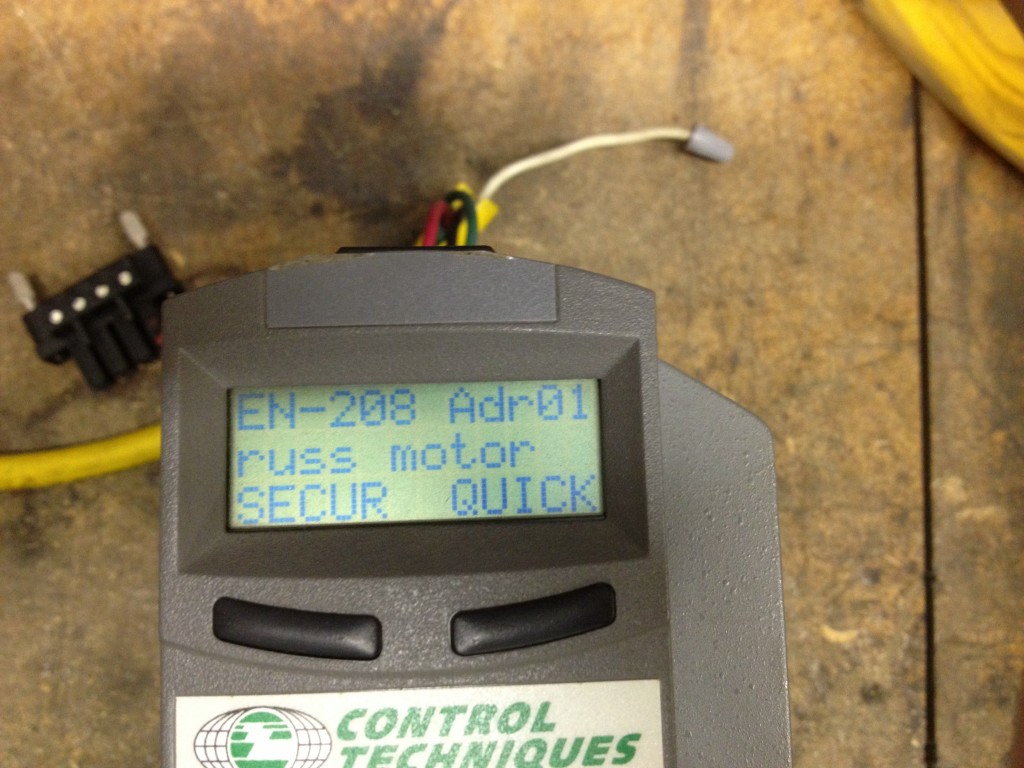 EN-208 Adr01
russ motor
SECUR QUICK
CONTROL
TECHNIQUES